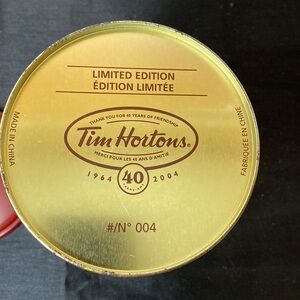 LIMITED EDITION
ÉDITION LIMITÉE
THANK YOU FOR 40 YEARS OF FRIENDSHIP
Tim Hortons®
MERCI POUR LES 40 ANS D'AMITIÉ
1964 40 2004
MADE IN CHINA
FABRIQUÉE EN CHINE
#/N° 004